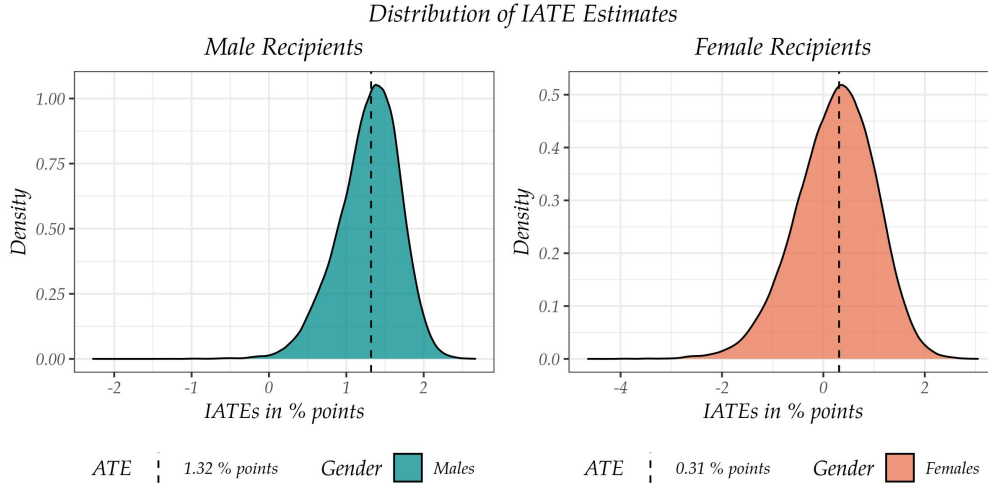 Distribution of IATE Estimates
Male Recipients
Female Recipients
Density
1.00
0.75
0.50
0.25
0.00
-2
-1
0
1
2
IATEs in % points
Density
0.5
0.4
0.3
0.2
0.1
0.0
-4
-2
0
2
IATEs in % points
ATE 1.32 % points Gender Males
ATE 0.31 % points Gender Females